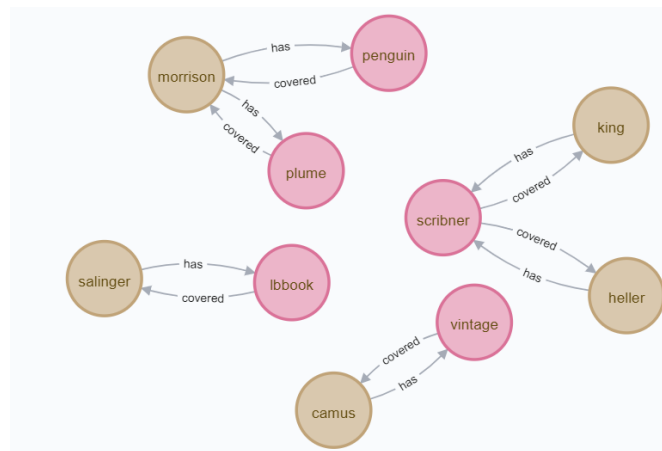 has
penguin
morrison
covered
has
covered
plume
king
has
covered
scribner
covered
has
heller
salinger
has
lbbook
covered
vintage
covered
has
camus